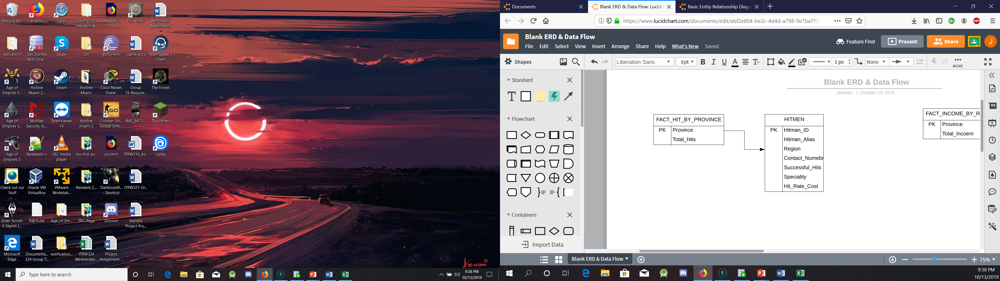 Recycle Bin
Firefox
Safari
Call of Duty 4
- Modern W...
Add_NWU...
For Honor
Personality
Report.docx
Aktivator!!!
Get Started
With Orac...
Skype
Git
BitTorrent
Game.docx
TeamSpeak 3
Client
Age of
Empires 3...
Hotline
Miami 2...
Steam
Hotline
Miami
Cisco Packet
Tracer
Group
19-Require...
The Forest
Age of
Empires 3...
McAfee
Security Sc...
TeamViewer
14
Hotline
miami 2
Counter-Str...
Global Offe...
IMG_8471....
TLauncher
Age of
Empires 3
Notepad++
VLC media
player
my-first-an...
css.html
ITRW316_As...
Uplay
Check out our
Stuff
Oracle VM
VirtualBox
VMware
Workstati...
Resident_C...
DarkSoulsR...
- Shortcut
ITRW321-Gr...
Elder Scrolls
V Skyrim L...
R@1n.txt
Age_of_Em...
SRC-Page
Discord
Jeandre
Project Pro...
Microsoft
Edge
Documenta...
324 Group 7...
notification...
ITRW324
Werkverdeli...
Project
Assignment ...
Aenami
Type here to search
9:38 PM
10/13/2019
Documents
Blank ERD & Data Flow: Lucidch
Basic Entity Relationship Diagra
https://www.lucidchart.com/documents/edit/ebf2e804-be2c-4d4d-a798-9e7ba7f97
Blank ERD & Data Flow
File Edit Select View Insert Arrange Share Help What's New Saved
Feature Find
Present
Share
J
Shapes
Liberation Sans
8pt
B I U A T
1 px
None
MORE
Standard
T
Flowchart
Containers
Import Data
Blank ERD & Data Flow
Jeandre | October 13, 2019
FACT_HIT_BY_PROVINCE
PK Province
Total_Hits
HITMEN
PK Hitman_ID
Hitman_Alias
Region
Contact_Numebr
Successful_Hits
Speciality
Hit_Rate_Cost
FACT_INCOME_BY_R
PK Province
Total_Incoem
Blank ERD & Data Flow
75%
9:38 PM
10/13/2019